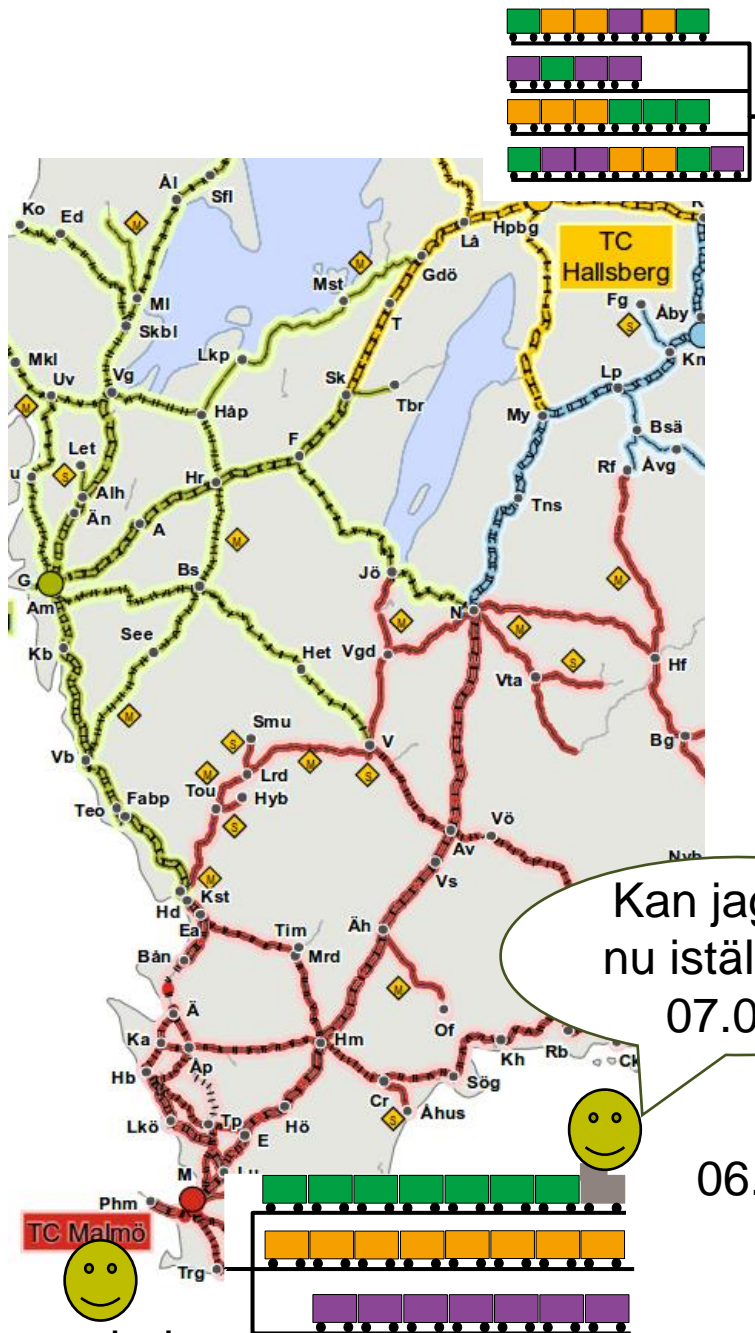 Ål
Sfl
Ko
Ed
M
Lå
Hpbg
TC
Hallsberg
Gdö
Mst
M
Ml
Skbl
T
Fg
Åby
S
Km
Mkl
Uv
Vg
Lkp
Sk
Tbr
Lp
My
Håp
M
Let
F
Bsä
S
Hr
Rf
Åvg
Alh
Än
A
Tns
M
Jö
G
Bs
M
Am
N
See
Kb
Het
Vgd
M
M
S
Hf
Vta
M
Smu
V
Bg
Vb
S
M
M
Lrd
S
Tou
Hyb
Teo
Fabp
S
Vö
Av
Vs
M
Kst
Hd
Ea
Tim
Äh
Mrd
Bån
M
Kan jag
nu istäl
07.0
Ä
Of
Ka
Hm
Kh
Rb
Åp
Hb
Sög
Cr
Åhus
S
Lkö
Tp
Hö
E
M
Phm
06.
TC Malmö
Trg